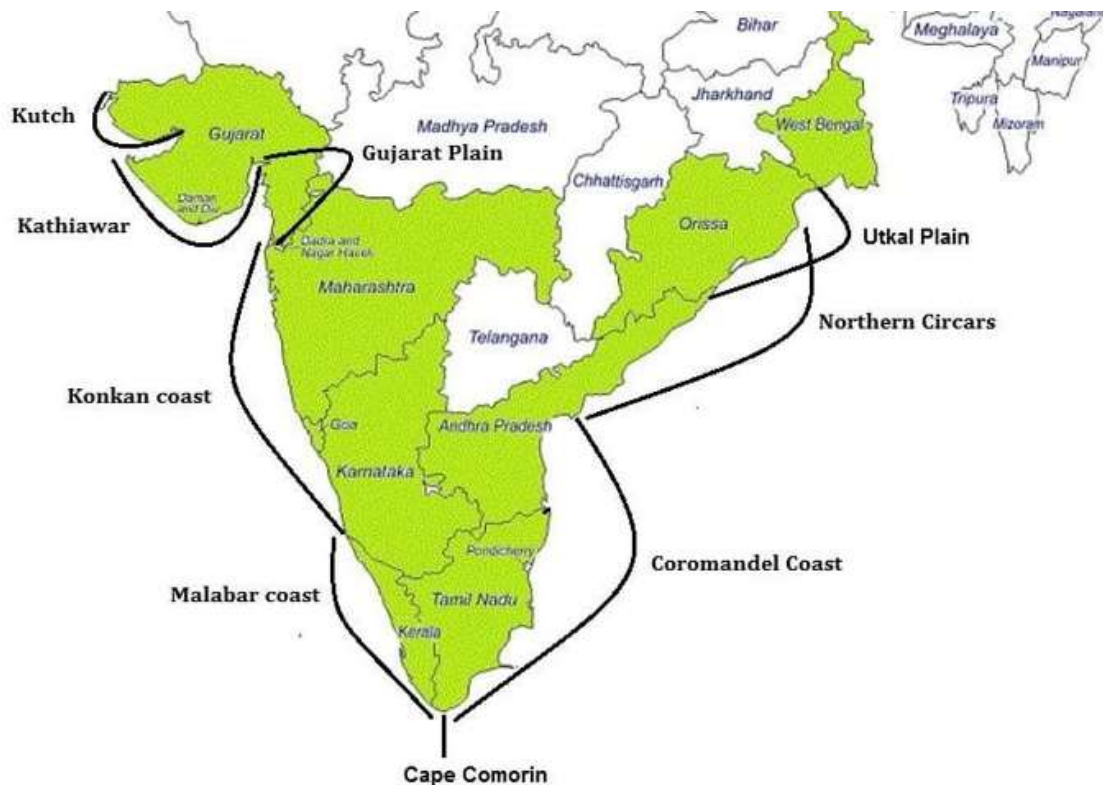 Bihar
Nagaland
Meghalaya
Manipur
Jharkhand
Tripura
Mizoram
West Bengal
Kutch
Gujarat
Madhya Pradesh
Gujarat Plain
Chhattisgarh
Daman
and Diu
Kathiawar
Orissa
Utkal Plain
Dadra and
Nagar Haveli
Maharashtra
Northern Circars
Telangana
Konkan coast
Goa
Andhra Pradesh
Karnataka
Pondicherry
Coromandel Coast
Malabar coast
Tamil Nadu
Kerala
Cape Comorin